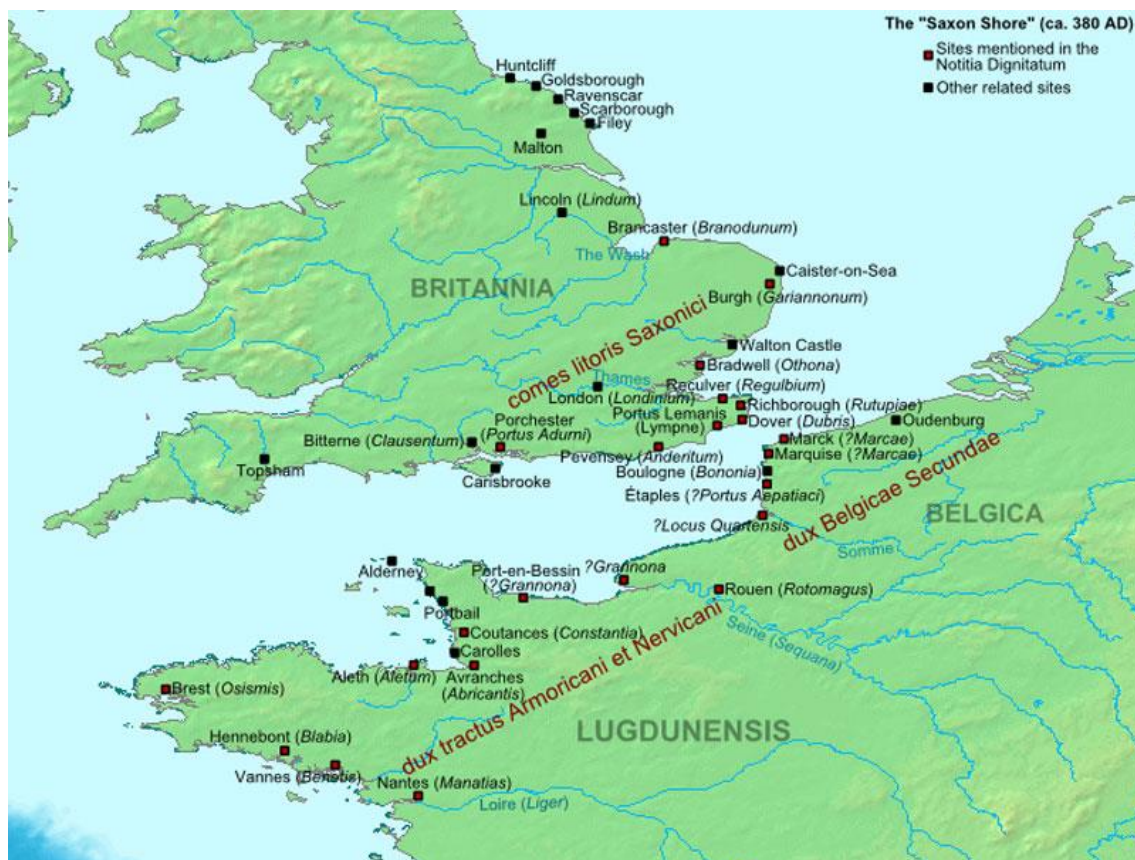 The "Saxon Shore" (ca. 380 AD)
Sites mentioned in the
Notitia Dignitatum
Other related sites
Huntcliff
Goldsborough
Ravenscar
Scarborough
Filey
Malton
Lincoln (Lindum)
Brancaster (Branodunum)
The Wash
BRITANNIA
Caister-on-Sea
Burgh (Gariannonum)
comes litoris Saxonici
Walton Castle
Bradwell (Othona)
Thames
Reculver (Regulbium)
London (Londinium)
Richborough (Rutupiae)
Portus Lemanis
(Lympne)
Dover (Dubris)
Oudenburg
Porchester
(Portus Adurni)
Bitterne (Clausentum)
Marck (?Marcae)
Pevensey (Anderitum)
Marquise (?Marcae)
Topsham
Carisbrooke
Boulogne (Bononia)
Étaples (?Portus Aepatiaci)
dux Belgicae Secundae
BELGICA
?Locus Quartensis
Somme
Alderney
Port-en-Bessin
(?Grannona)
?Grannona
Rouen (Rotomagus)
Portbail
Seine (Sequana)
Coutances (Constantia)
Carolles
dux tractus Armoricani et Nervicani
Aleth (Aletum)
Avranches
(Abricantis)
Brest (Osismis)
LUGDUNENSIS
Hennebont (Blabia)
Vannes (Benetis)
Nantes (Manatias)
Loire (Liger)